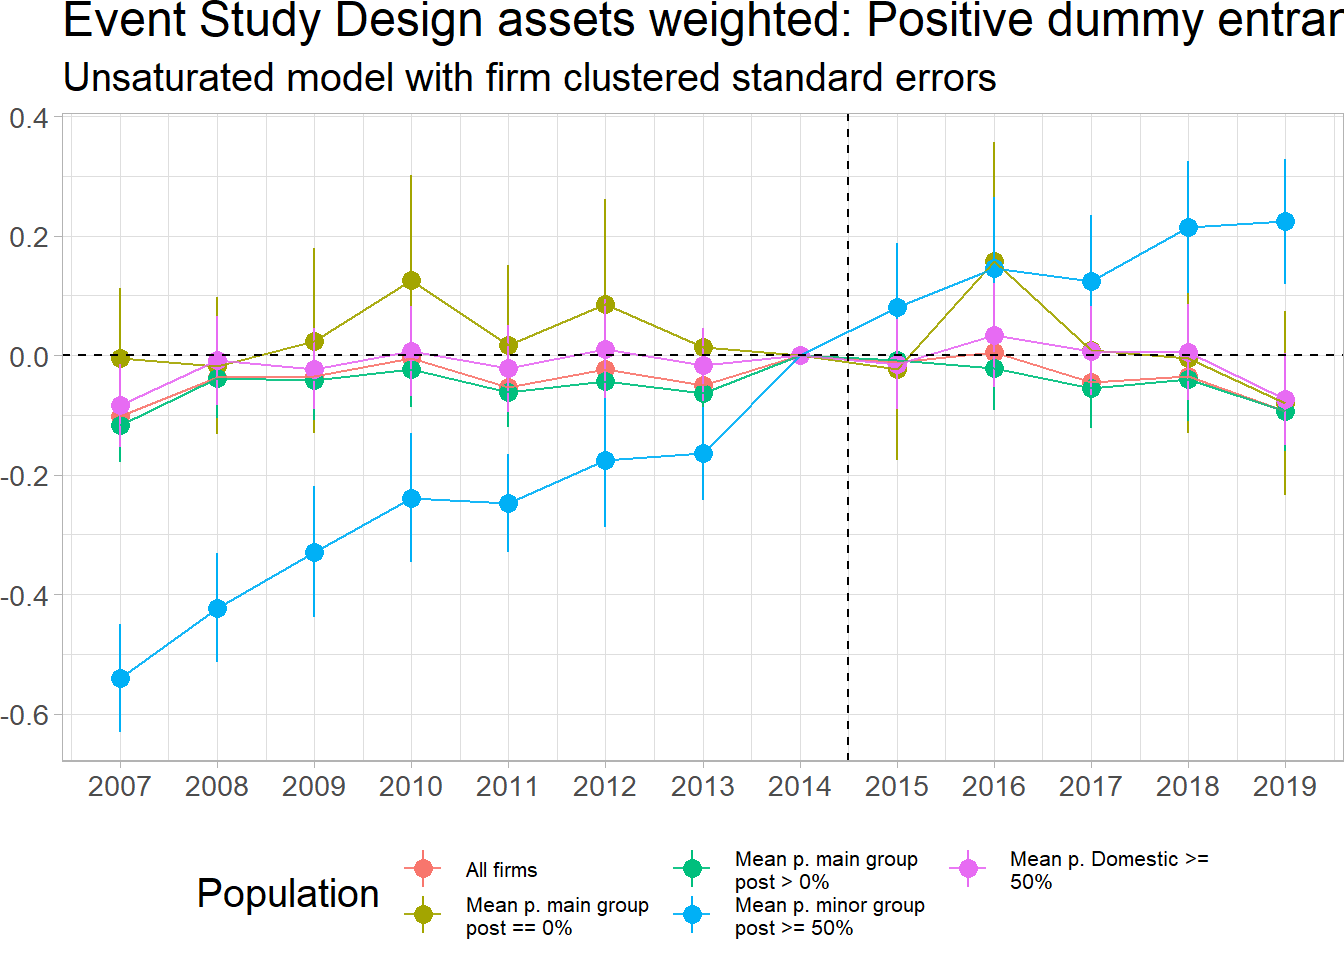 Event Study Design assets weighted: Positive dummy
Unsaturated model with firm clustered standard errors
0.4
0.2
0.0
-0.2
-0.4
-0.6
2007 2008 2009 2010 2011 2012 2013 2014 2015 2016 2017 2018 2019
Population
All firms
Mean p. main group
post == 0%
Mean p. main group
post > 0%
Mean p. minor group
post >= 50%
Mean p. Domestic >=
50%